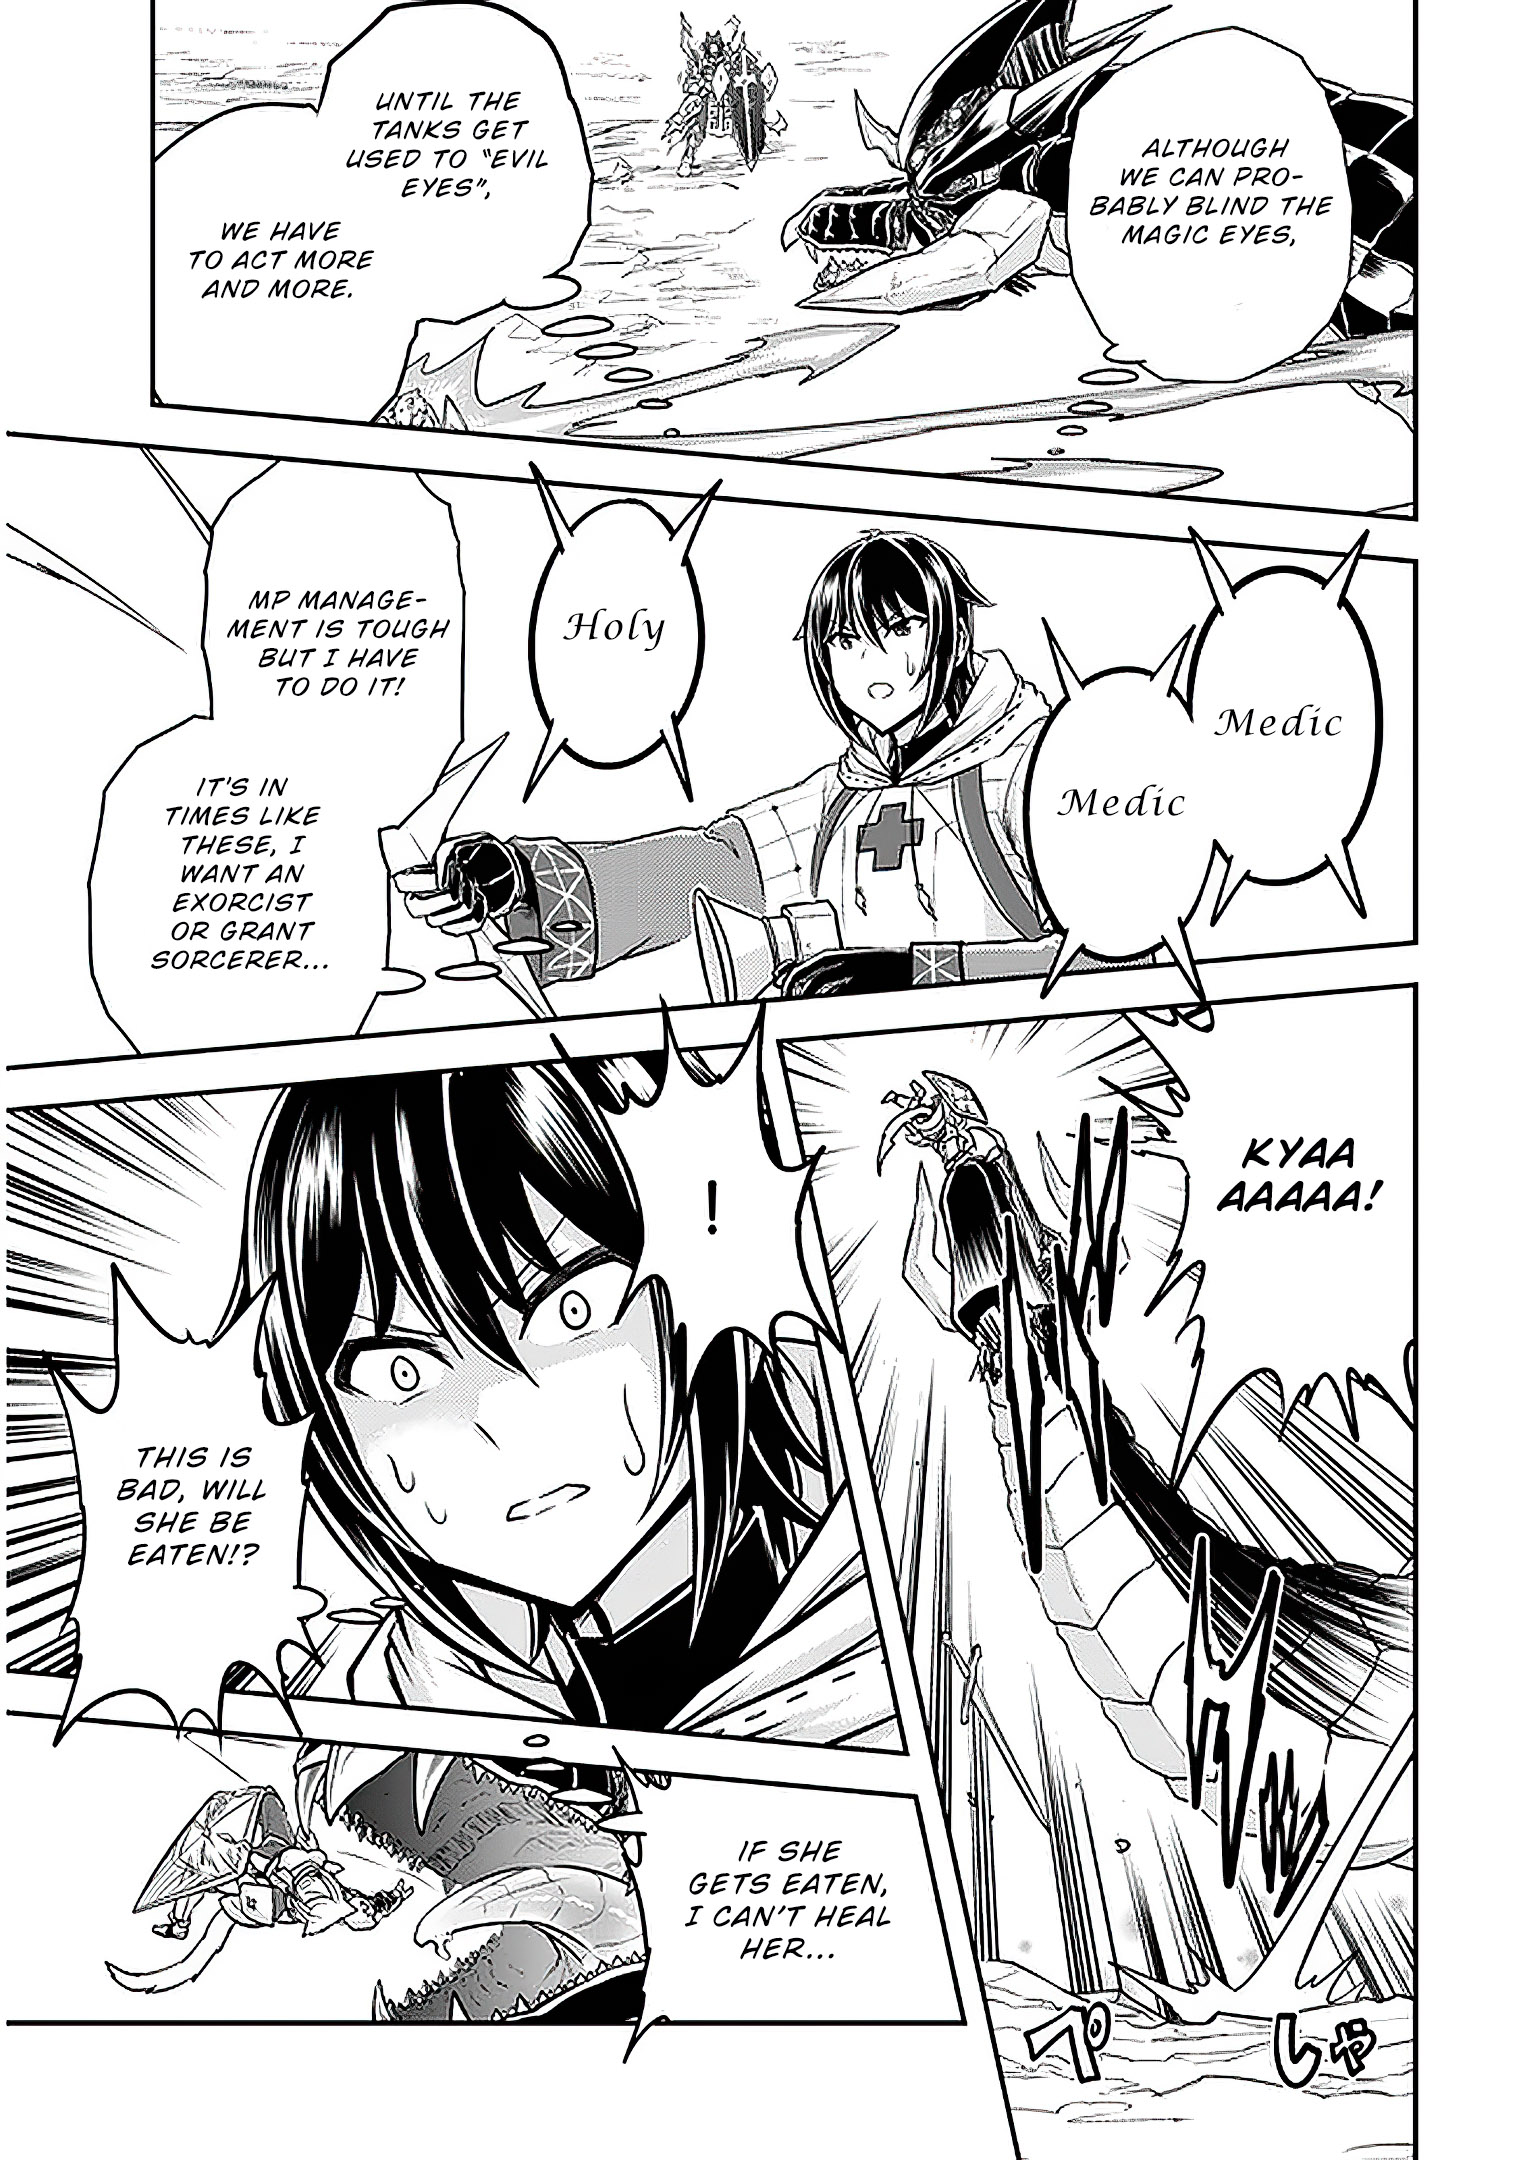 ALTHOUGH
WE CAN PRO-
BABLY BLIND THE
MAGIC EYES,
UNTIL THE
TANKS GET
USED TO "EVIL
EYES",
WE HAVE
TO ACT MORE
AND MORE.
Medic
Medic
Holy
MP MANAGE-
MENT IS TOUGH
BUT I HAVE
TO DO IT!
IT'S IN
TIMES LIKE
THESE, I
WANT AN
EXORCIST
OR GRANT
SORCERER...
KYAA
AAAAA!
!
THIS IS
BAD, WILL
SHE BE
EATEN!?
IF SHE
GETS EATEN,
I CAN'T HEAL
HER...
しゃ